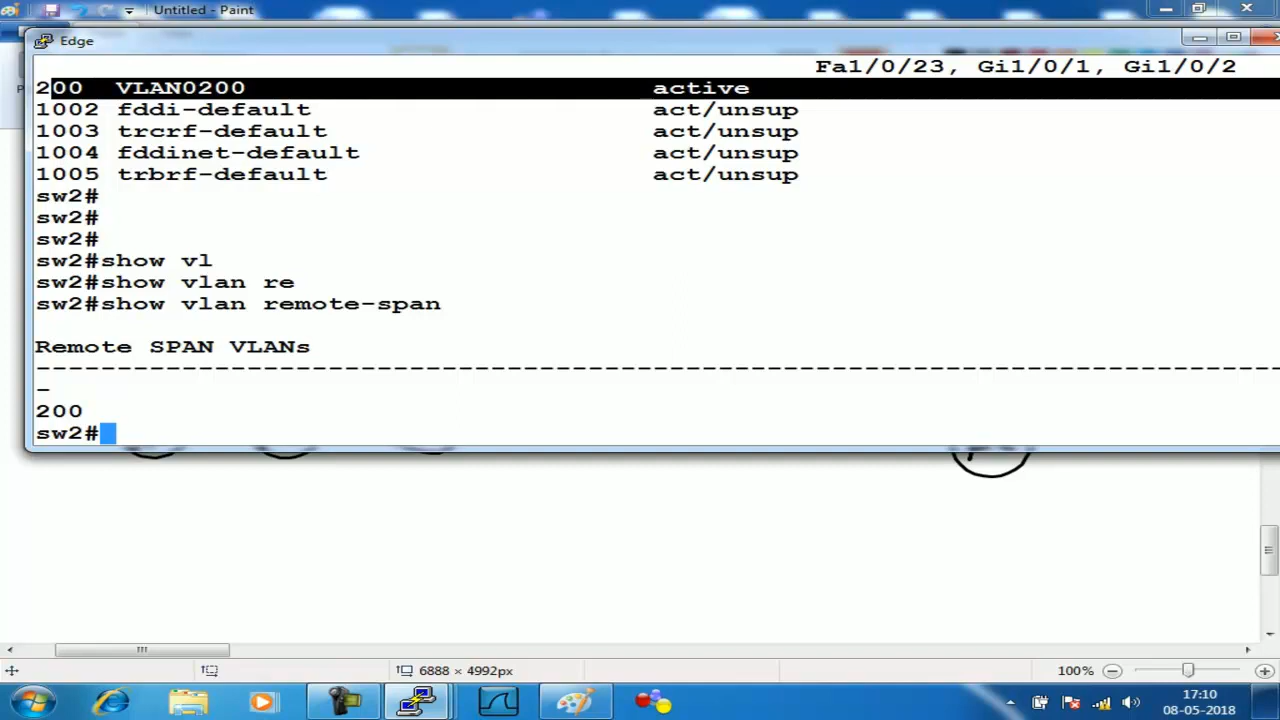 Untitled - Paint
Edge
Fa1/0/23, Gi1/0/1, Gi1/0/2
200 VLAN0200 active
1002 fddi-default act/unsup
1003 trcrf-default act/unsup
1004 fddinet-default act/unsup
1005 trbrf-default act/unsup
sw2#
sw2#
sw2#
sw2#show vl
sw2#show vlan re
sw2#show vlan remote-span
Remote SPAN VLANs
--------------------------------------------------------------------------------
-
200
sw2#
6888 × 4992px
100%
17:10
08-05-2018